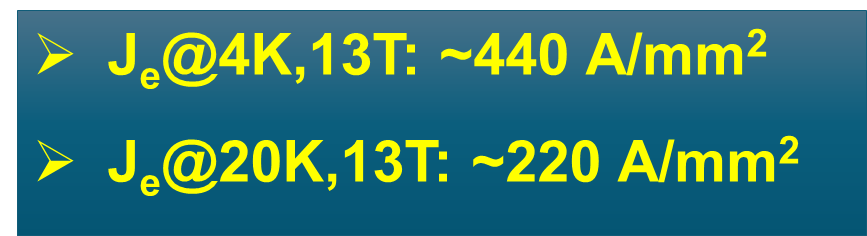 ➢ Jₑ@4K,13T: ~440 A/mm²
➢ Jₑ@20K,13T: ~220 A/mm²